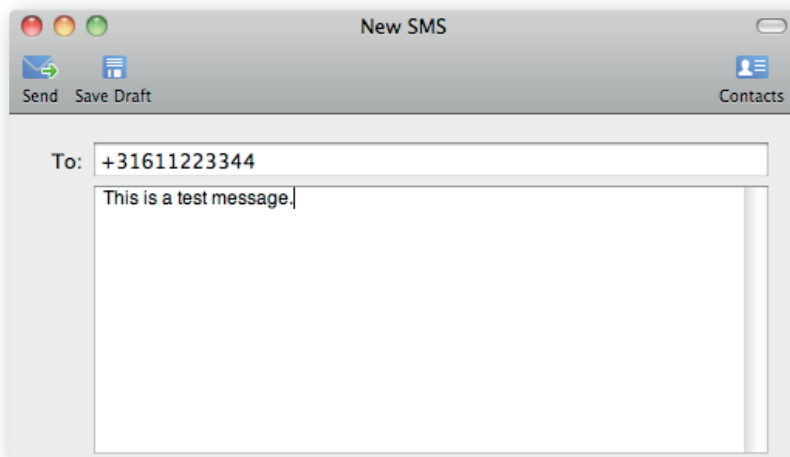 New SMS
Send Save Draft Contacts
To: +31611223344
This is a test message.